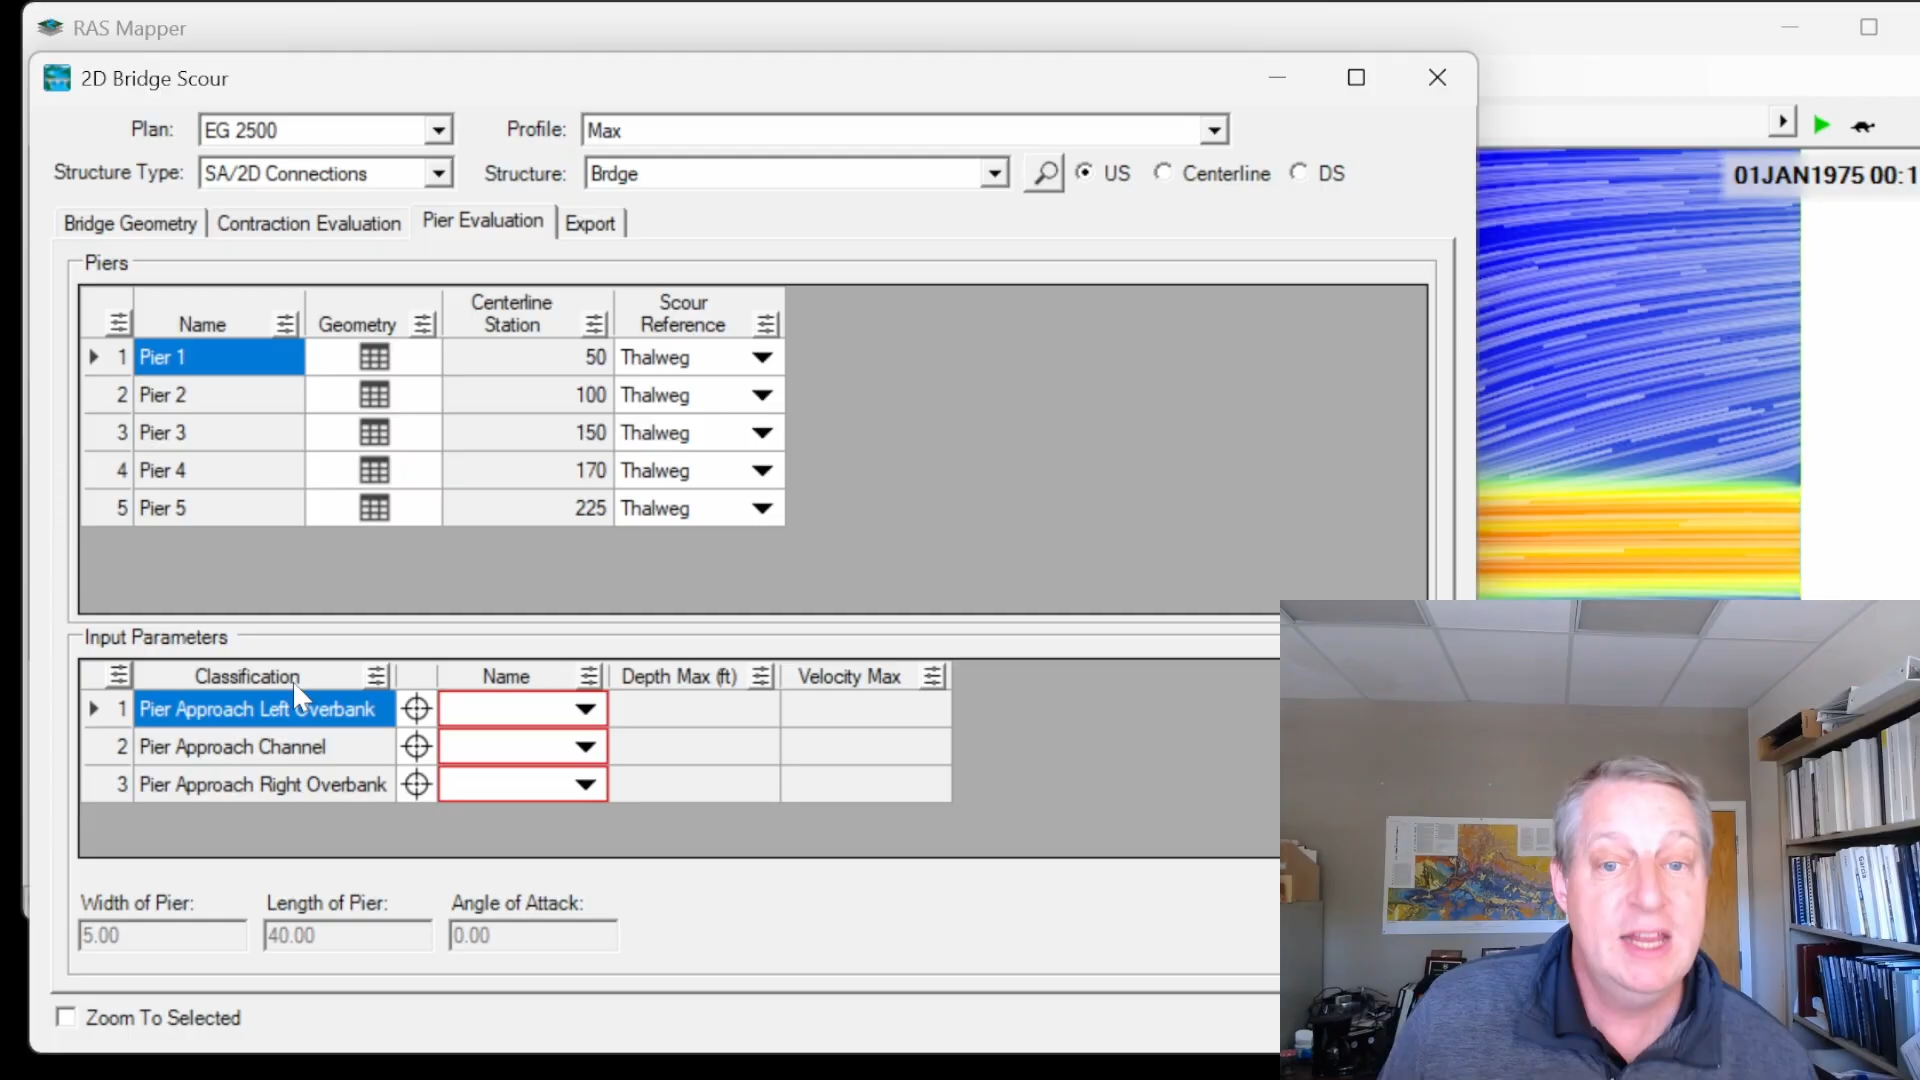 RAS Mapper
2D Bridge Scour
Plan: EG 2500 Profile: Max
Structure Type: SA/2D Connections Structure: Brdge US Centerline DS
01JAN1975 00:1
Bridge Geometry Contraction Evaluation Pier Evaluation Export
Piers
Name Geometry Centerline Station Scour Reference
1 Pier 1 50 Thalweg
2 Pier 2 100 Thalweg
3 Pier 3 150 Thalweg
4 Pier 4 170 Thalweg
5 Pier 5 225 Thalweg
Input Parameters
Classification Name Depth Max (ft) Velocity Max
1 Pier Approach Left Overbank
2 Pier Approach Channel
3 Pier Approach Right Overbank
Width of Pier: Length of Pier: Angle of Attack:
5.00 40.00 0.00
Zoom To Selected